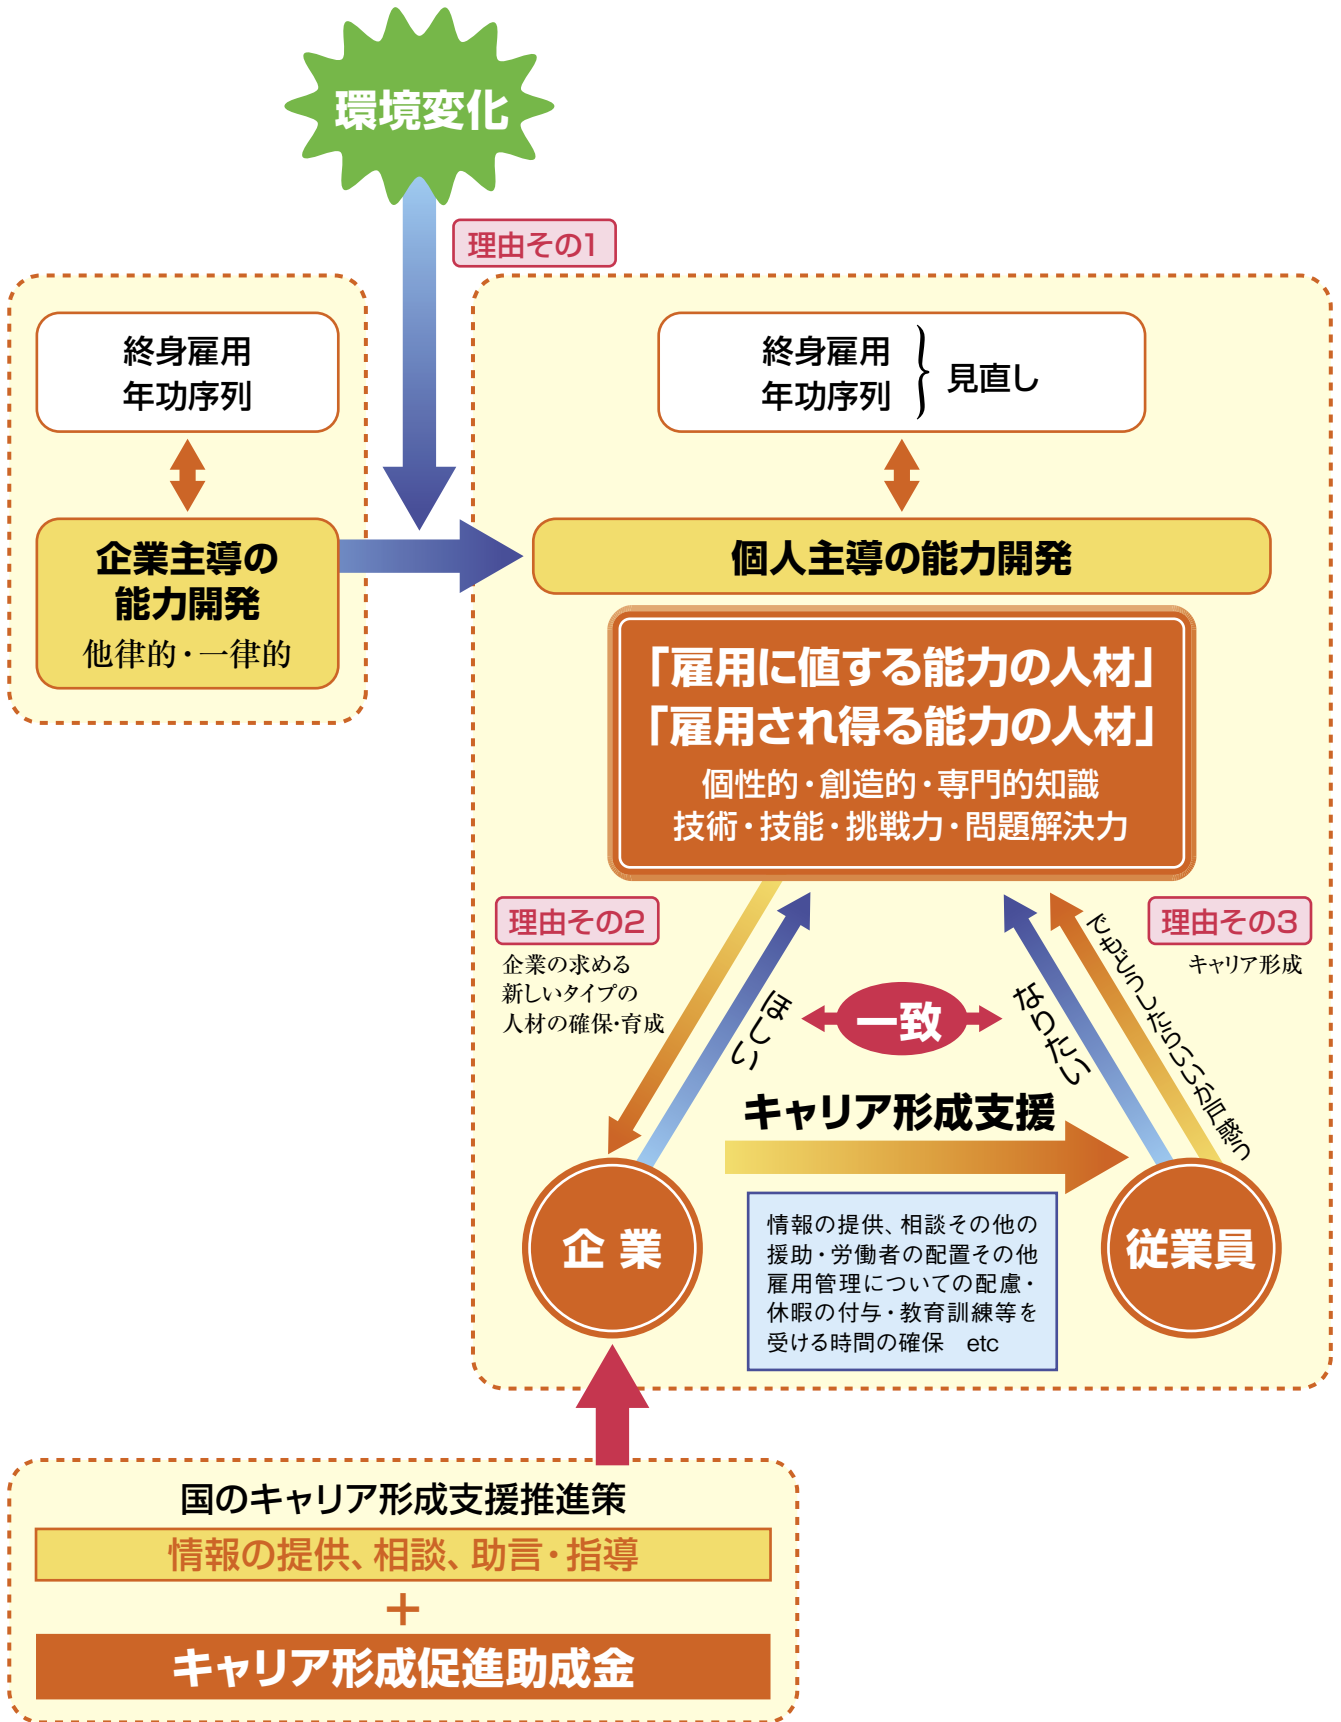 環境変化
理由その1
終身雇用
年功序列
企業主導の
能力開発
他律的・一律的
終身雇用
年功序列
見直し
個人主導の能力開発
「雇用に値する能力の人材」
「雇用され得る能力の人材」
個性的・創造的・専門的知識
技術・技能・挑戦力・問題解決力
理由その2
企業の求める
新しいタイプの
人材の確保・育成
ほしい
一致
なりたい
でもどうしたらいいか戸惑う
理由その3
キャリア形成
キャリア形成支援
企業
情報の提供、相談その他の
援助・労働者の配置その他
雇用管理についての配慮・
休暇の付与・教育訓練等を
受ける時間の確保　etc
従業員
国のキャリア形成支援推進策
情報の提供、相談、助言・指導
＋
キャリア形成促進助成金